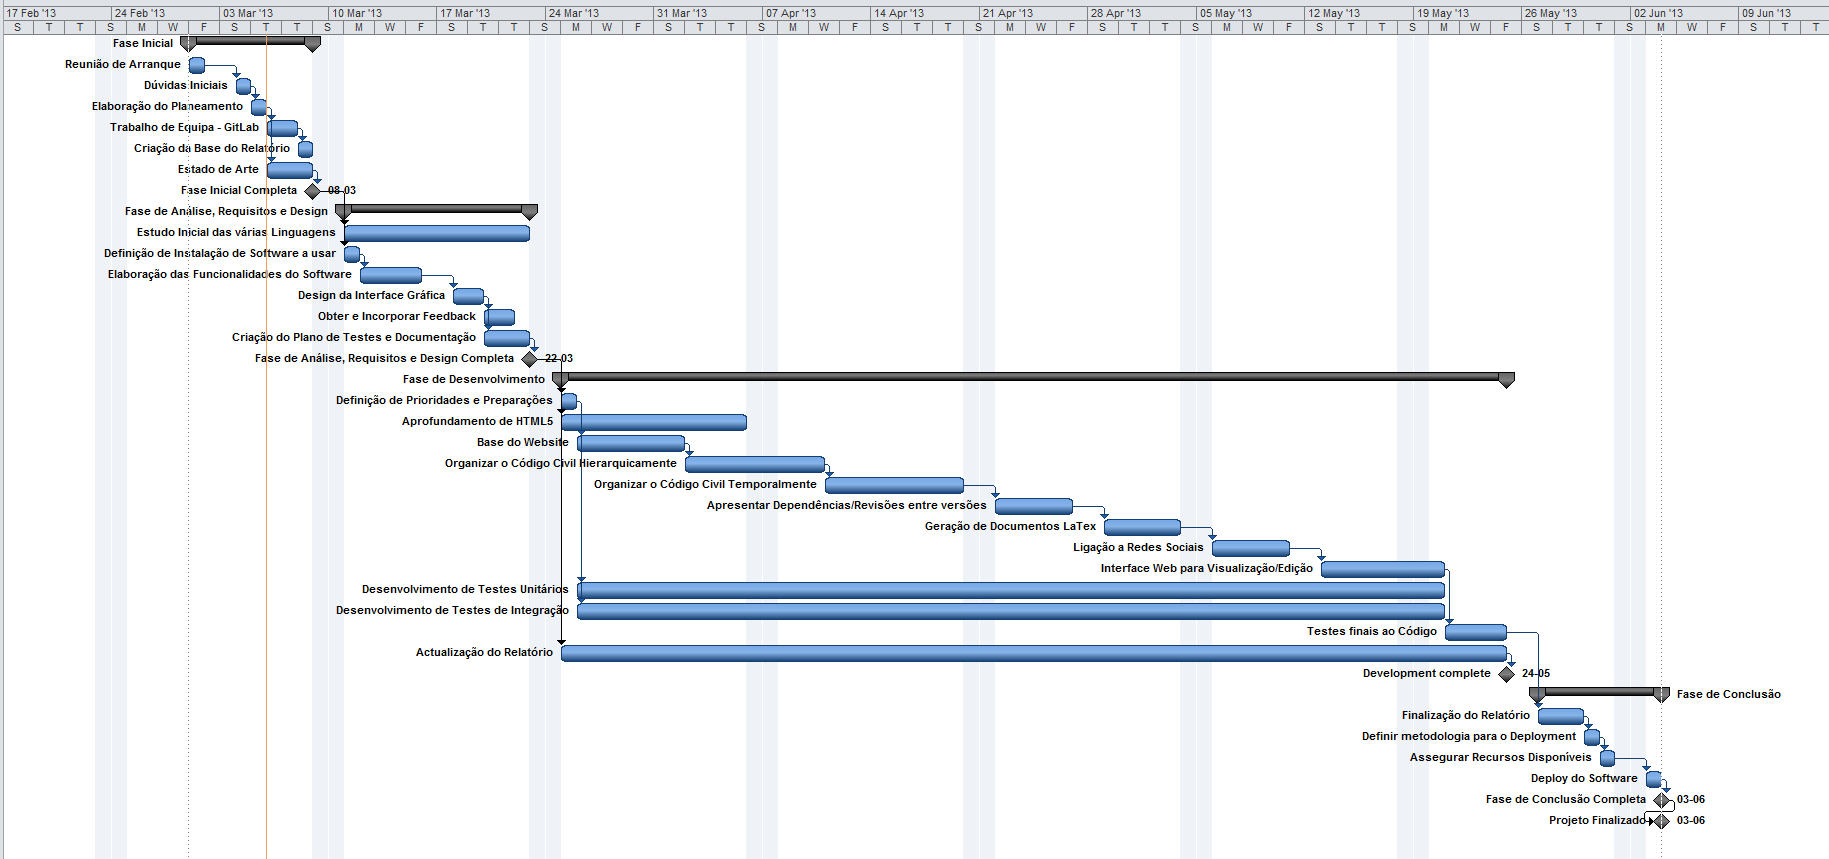 17 Feb '13 24 Feb '13 03 Mar '13 10 Mar '13 17 Mar '13 24 Mar '13 31 Mar '13 07 Apr '13 14 Apr '13 21 Apr '13 28 Apr '13 05 May '13 12 May '13 19 May '13 26 May '13 02 Jun '13 09 Jun '13
S T T S M W F S T T S M W F S T T S M W F S T T S M W F S T T S M W F S T T S M W F S T T S M W F S T T S M W F S T T
Fase Inicial
Reunião de Arranque
Dúvidas Iniciais
Elaboração do Planeamento
Trabalho de Equipa - GitLab
Criação da Base do Relatório
Estado de Arte
Fase Inicial Completa 08-03
Fase de Análise, Requisitos e Design
Estudo Inicial das várias Linguagens
Definição de Instalação de Software a usar
Elaboração das Funcionalidades do Software
Design da Interface Gráfica
Obter e Incorporar Feedback
Criação do Plano de Testes e Documentação
Fase de Análise, Requisitos e Design Completa 22-03
Fase de Desenvolvimento
Definição de Prioridades e Preparações
Aprofundamento de HTML5
Base do Website
Organizar o Código Civil Hierarquicamente
Organizar o Código Civil Temporalmente
Apresentar Dependências/Revisões entre versões
Geração de Documentos LaTex
Ligação a Redes Sociais
Interface Web para Visualização/Edição
Desenvolvimento de Testes Unitários
Desenvolvimento de Testes de Integração
Testes finais ao Código
Actualização do Relatório
Development complete 24-05
Fase de Conclusão
Finalização do Relatório
Definir metodologia para o Deployment
Assegurar Recursos Disponíveis
Deploy do Software
Fase de Conclusão Completa 03-06
Projeto Finalizado 03-06